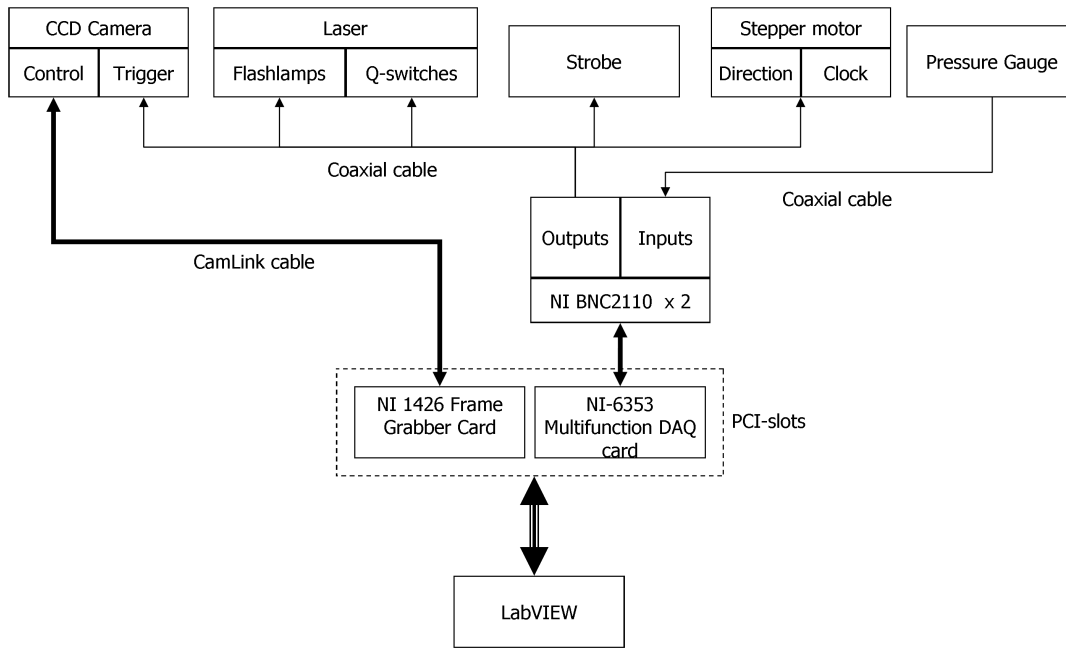 CCD Camera
Laser
Stepper motor
Control
Trigger
Flashlamps
Q-switches
Strobe
Direction
Clock
Pressure Gauge
Coaxial cable
Coaxial cable
Outputs
Inputs
CamLink cable
NI BNC2110 x 2
NI 1426 Frame
Grabber Card
NI-6353
Multifunction DAQ
card
PCI-slots
LabVIEW